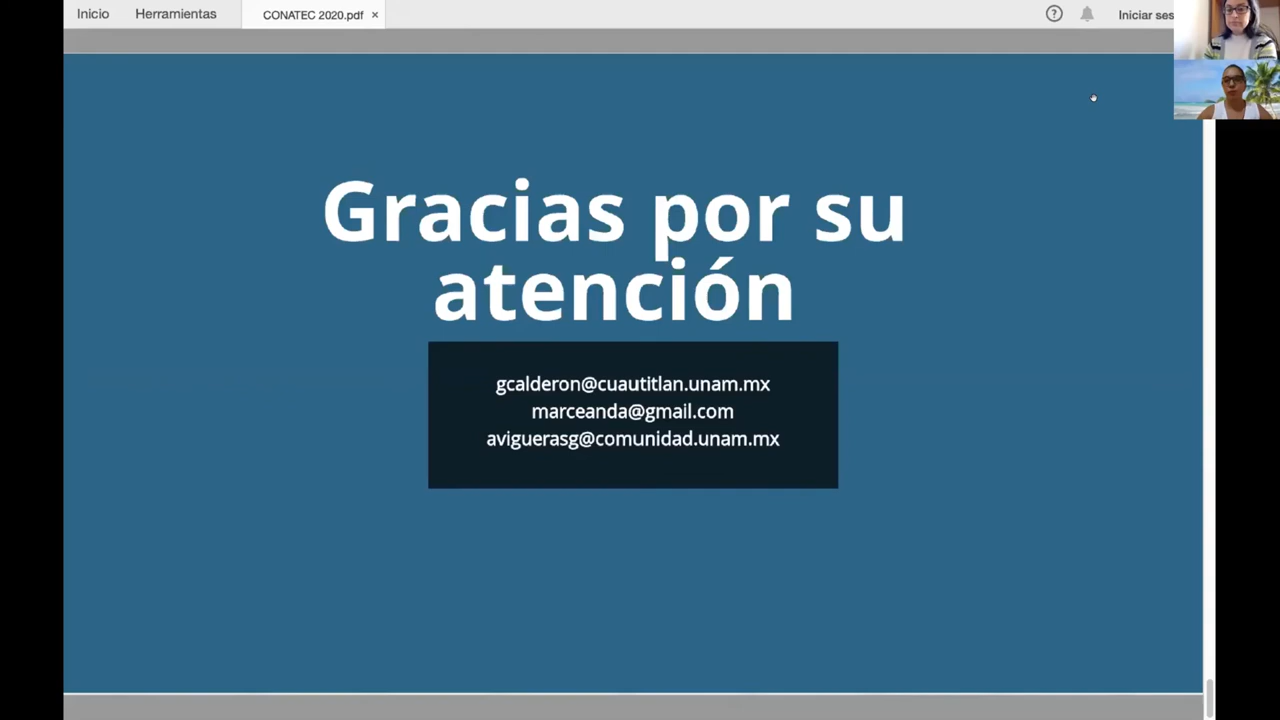 Inicio Herramientas CONATEC 2020.pdf × ? Iniciar ses
Gracias por su
atención
gcalderon@cuautitlan.unam.mx
marceanda@gmail.com
aviguerasg@comunidad.unam.mx